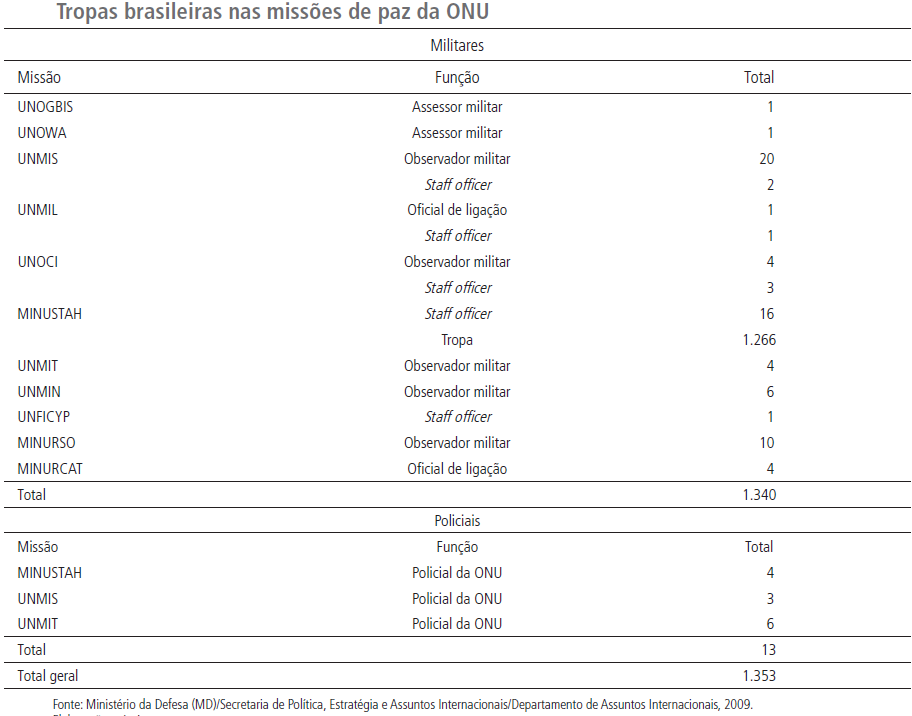 Tropas brasileiras nas missões de paz da ONU
Militares
Missão Função Total
UNOGBIS Assessor militar 1
UNOWA Assessor militar 1
UNMIS Observador militar 20
Staff officer 2
UNMIL Oficial de ligação 1
Staff officer 1
UNOCI Observador militar 4
Staff officer 3
MINUSTAH Staff officer 16
Tropa 1.266
UNMIT Observador militar 4
UNMIN Observador militar 6
UNFICYP Staff officer 1
MINURSO Observador militar 10
MINURCAT Oficial de ligação 4
Total 1.340
Policiais
Missão Função Total
MINUSTAH Policial da ONU 4
UNMIS Policial da ONU 3
UNMIT Policial da ONU 6
Total 13
Total geral 1.353
Fonte: Ministério da Defesa (MD)/Secretaria de Política, Estratégia e Assuntos Internacionais/Departamento de Assuntos Internacionais, 2009.